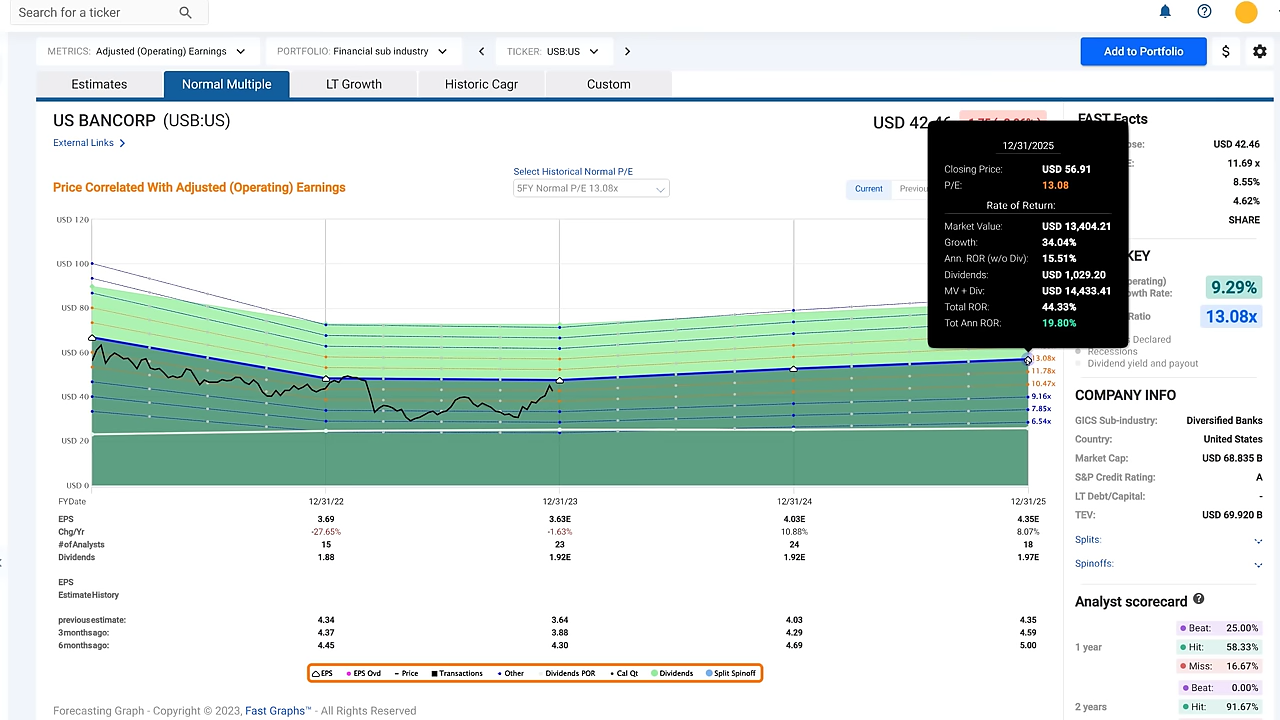 Search for a ticker
METRICS: Adjusted (Operating) Earnings
PORTFOLIO: Financial sub industry
TICKER: USB:US
Add to Portfolio
$
Estimates
Normal Multiple
LT Growth
Historic Cagr
Custom
US BANCORP (USB:US)
USD 42.46
External Links
Select Historical Normal P/E
5FY Normal P/E 13.08x
Price Correlated With Adjusted (Operating) Earnings
Current
Previou
12/31/2025
Closing Price: USD 56.91
P/E: 13.08
Rate of Return:
Market Value: USD 13,404.21
Growth: 34.04%
Ann. ROR (w/o Div): 15.51%
Dividends: USD 1,029.20
MV + Div: USD 14,433.41
Total ROR: 44.33%
Tot Ann ROR: 19.80%
USD 120
USD 100
USD 80
USD 60
USD 40
USD 20
USD 0
13.08x
11.78x
10.47x
9.16x
7.85x
6.54x
FYDate 12/31/22 12/31/23 12/31/24 12/31/25
EPS 3.69 3.63E 4.03E 4.35E
Chg/Yr -27.65% -1.63% 10.88% 8.07%
#ofAnalysts 15 23 24 18
Dividends 1.88 1.92E 1.92E 1.97E
EPS
EstimateHistory
previousestimate: 4.34 3.64 4.03 4.35
3monthsago: 4.37 3.88 4.29 4.59
6monthsago: 4.45 4.30 4.69 5.00
EPS EPS Ovd Price Transactions Other Dividends POR Cal Qt Dividends Split Spinoff
Forecasting Graph - Copyright © 2023, Fast Graphs™ - All Rights Reserved
FAST Facts
ose: USD 42.46
E: 11.69 x
8.55%
4.62%
SHARE
KEY
perating)
owth Rate: 9.29%
Ratio 13.08x
s Declared
Recessions
Dividend yield and payout
COMPANY INFO
GICS Sub-industry: Diversified Banks
Country: United States
Market Cap: USD 68.835 B
S&P Credit Rating: A
LT Debt/Capital: -
TEV: USD 69.920 B
Splits:
Spinoffs:
Analyst scorecard
1 year
Beat: 25.00%
Hit: 58.33%
Miss: 16.67%
2 years
Beat: 0.00%
Hit: 91.67%